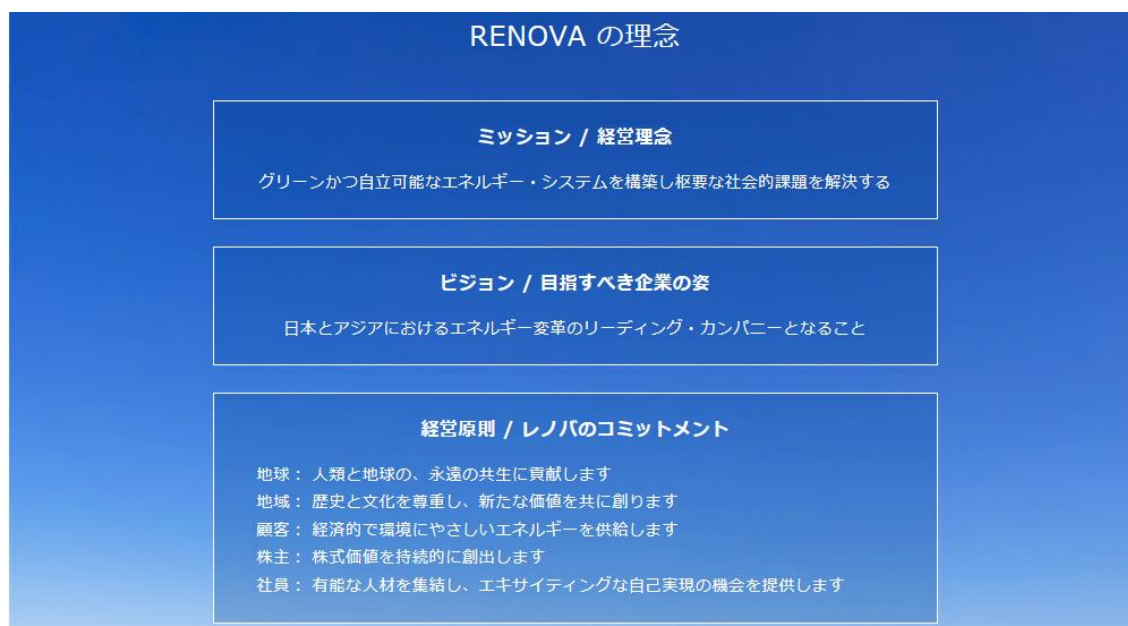 RENOVA の理念
ミッション / 経営理念
グリーンかつ自立可能なエネルギー・システムを構築し枢要な社会的課題を解決する
ビジョン / 目指すべき企業の姿
日本とアジアにおけるエネルギー変革のリーディング・カンパニーとなること
経営原則 / レノバのコミットメント
地球： 人類と地球の、永遠の共生に貢献します
地域： 歴史と文化を尊重し、新たな価値を共に創ります
顧客： 経済的で環境にやさしいエネルギーを供給します
株主： 株式価値を持続的に創出します
社員： 有能な人材を集結し、エキサイティングな自己実現の機会を提供します